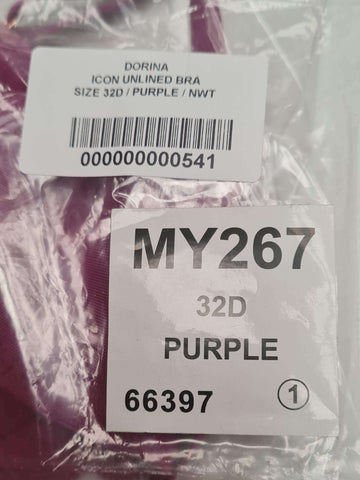 DORINA
ICON UNLINED BRA
SIZE 32D / PURPLE / NWT
000000000541
MY267
32D
PURPLE
66397 1